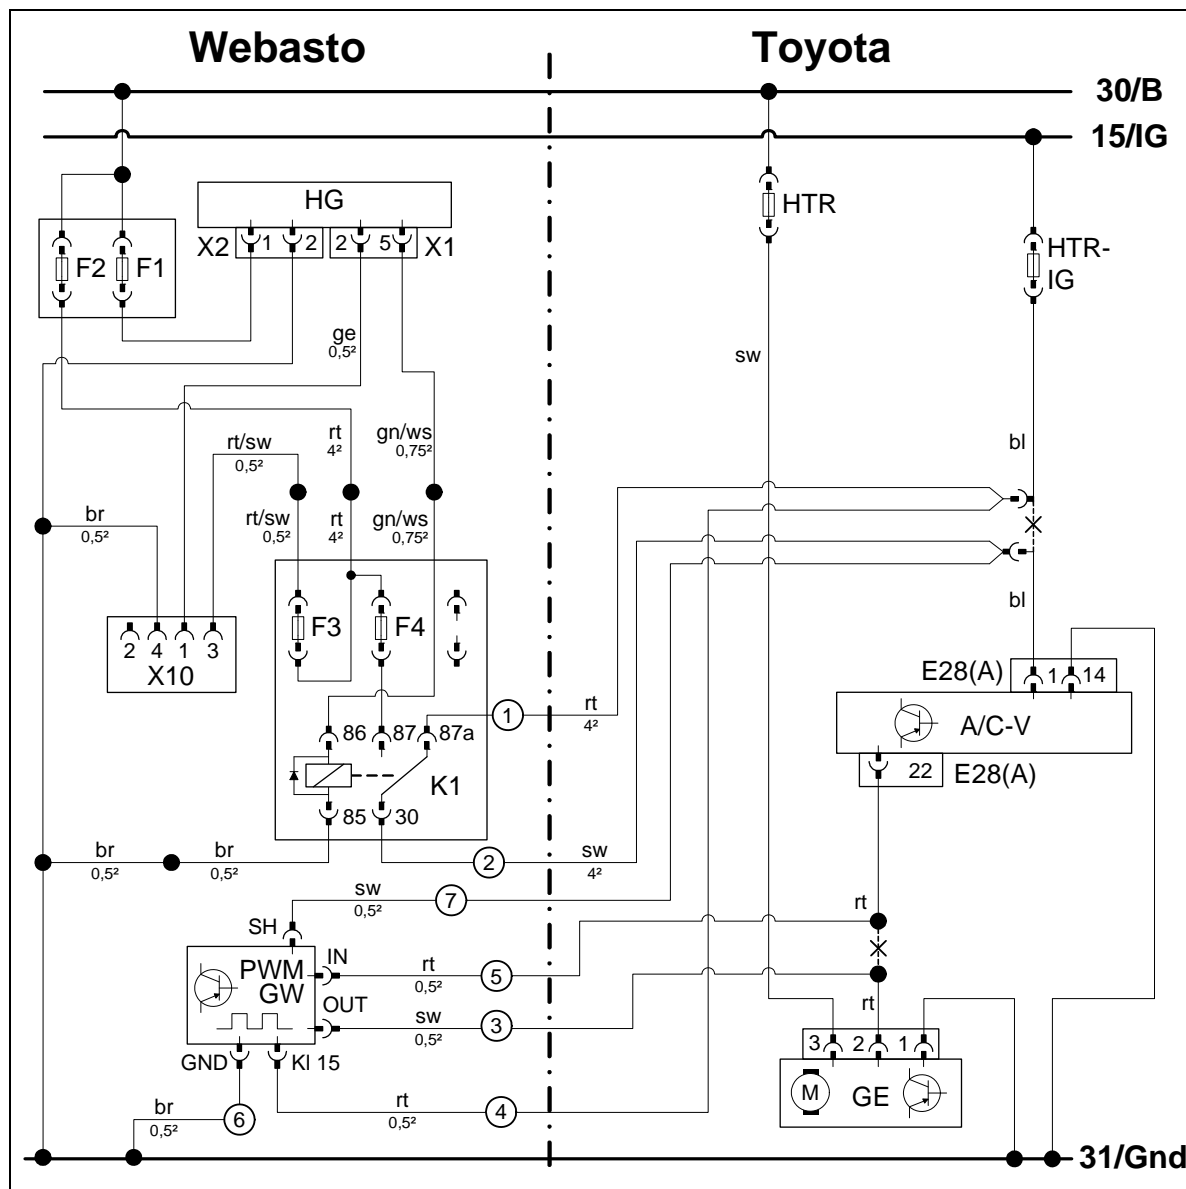 Webasto Toyota
30/B
15/IG
HG
HTR
X2 1 2 2 5 X1
F2 F1
HTR-
IG
ge
0,5²
sw
rt
4²
gn/ws
0,75²
rt/sw
0,5²
bl
br
0,5²
rt/sw
0,5²
rt
4²
gn/ws
0,75²
bl
F3 F4
2 4 1 3
X10
E28(A) 1 14
1 rt
4²
86 87 87a
A/C-V
K1
22 E28(A)
85 30
br
0,5²
br
0,5²
2 sw
4²
sw
0,5²
7
rt
SH
PWM
GW
IN
rt
0,5²
5
OUT
sw
0,5²
3
rt
GND Kl 15
3 2 1
M GE
br
0,5²
6
rt
0,5²
4
31/Gnd